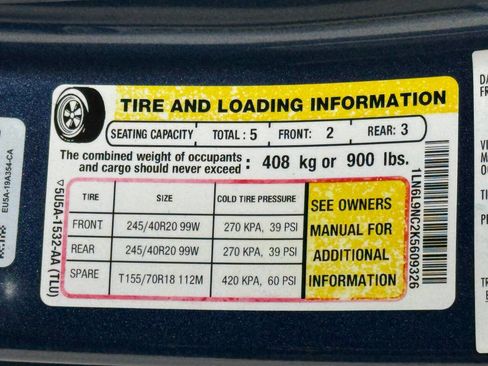 TIRE AND LOADING INFORMATION
SEATING CAPACITY TOTAL : 5 FRONT: 2 REAR: 3
The combined weight of occupants
and cargo should never exceed : 408 kg or 900 lbs.
TIRE SIZE COLD TIRE PRESSURE
FRONT 245/40R20 99W 270 KPA, 39 PSI
REAR 245/40R20 99W 270 KPA, 39 PSI
SPARE T155/70R18 112M 420 KPA, 60 PSI
SEE OWNERS
MANUAL FOR
ADDITIONAL
INFORMATION
5U5A-1532-AA (TLU)
1LN6L9NC2K5609326
EU5A-19A354-CA